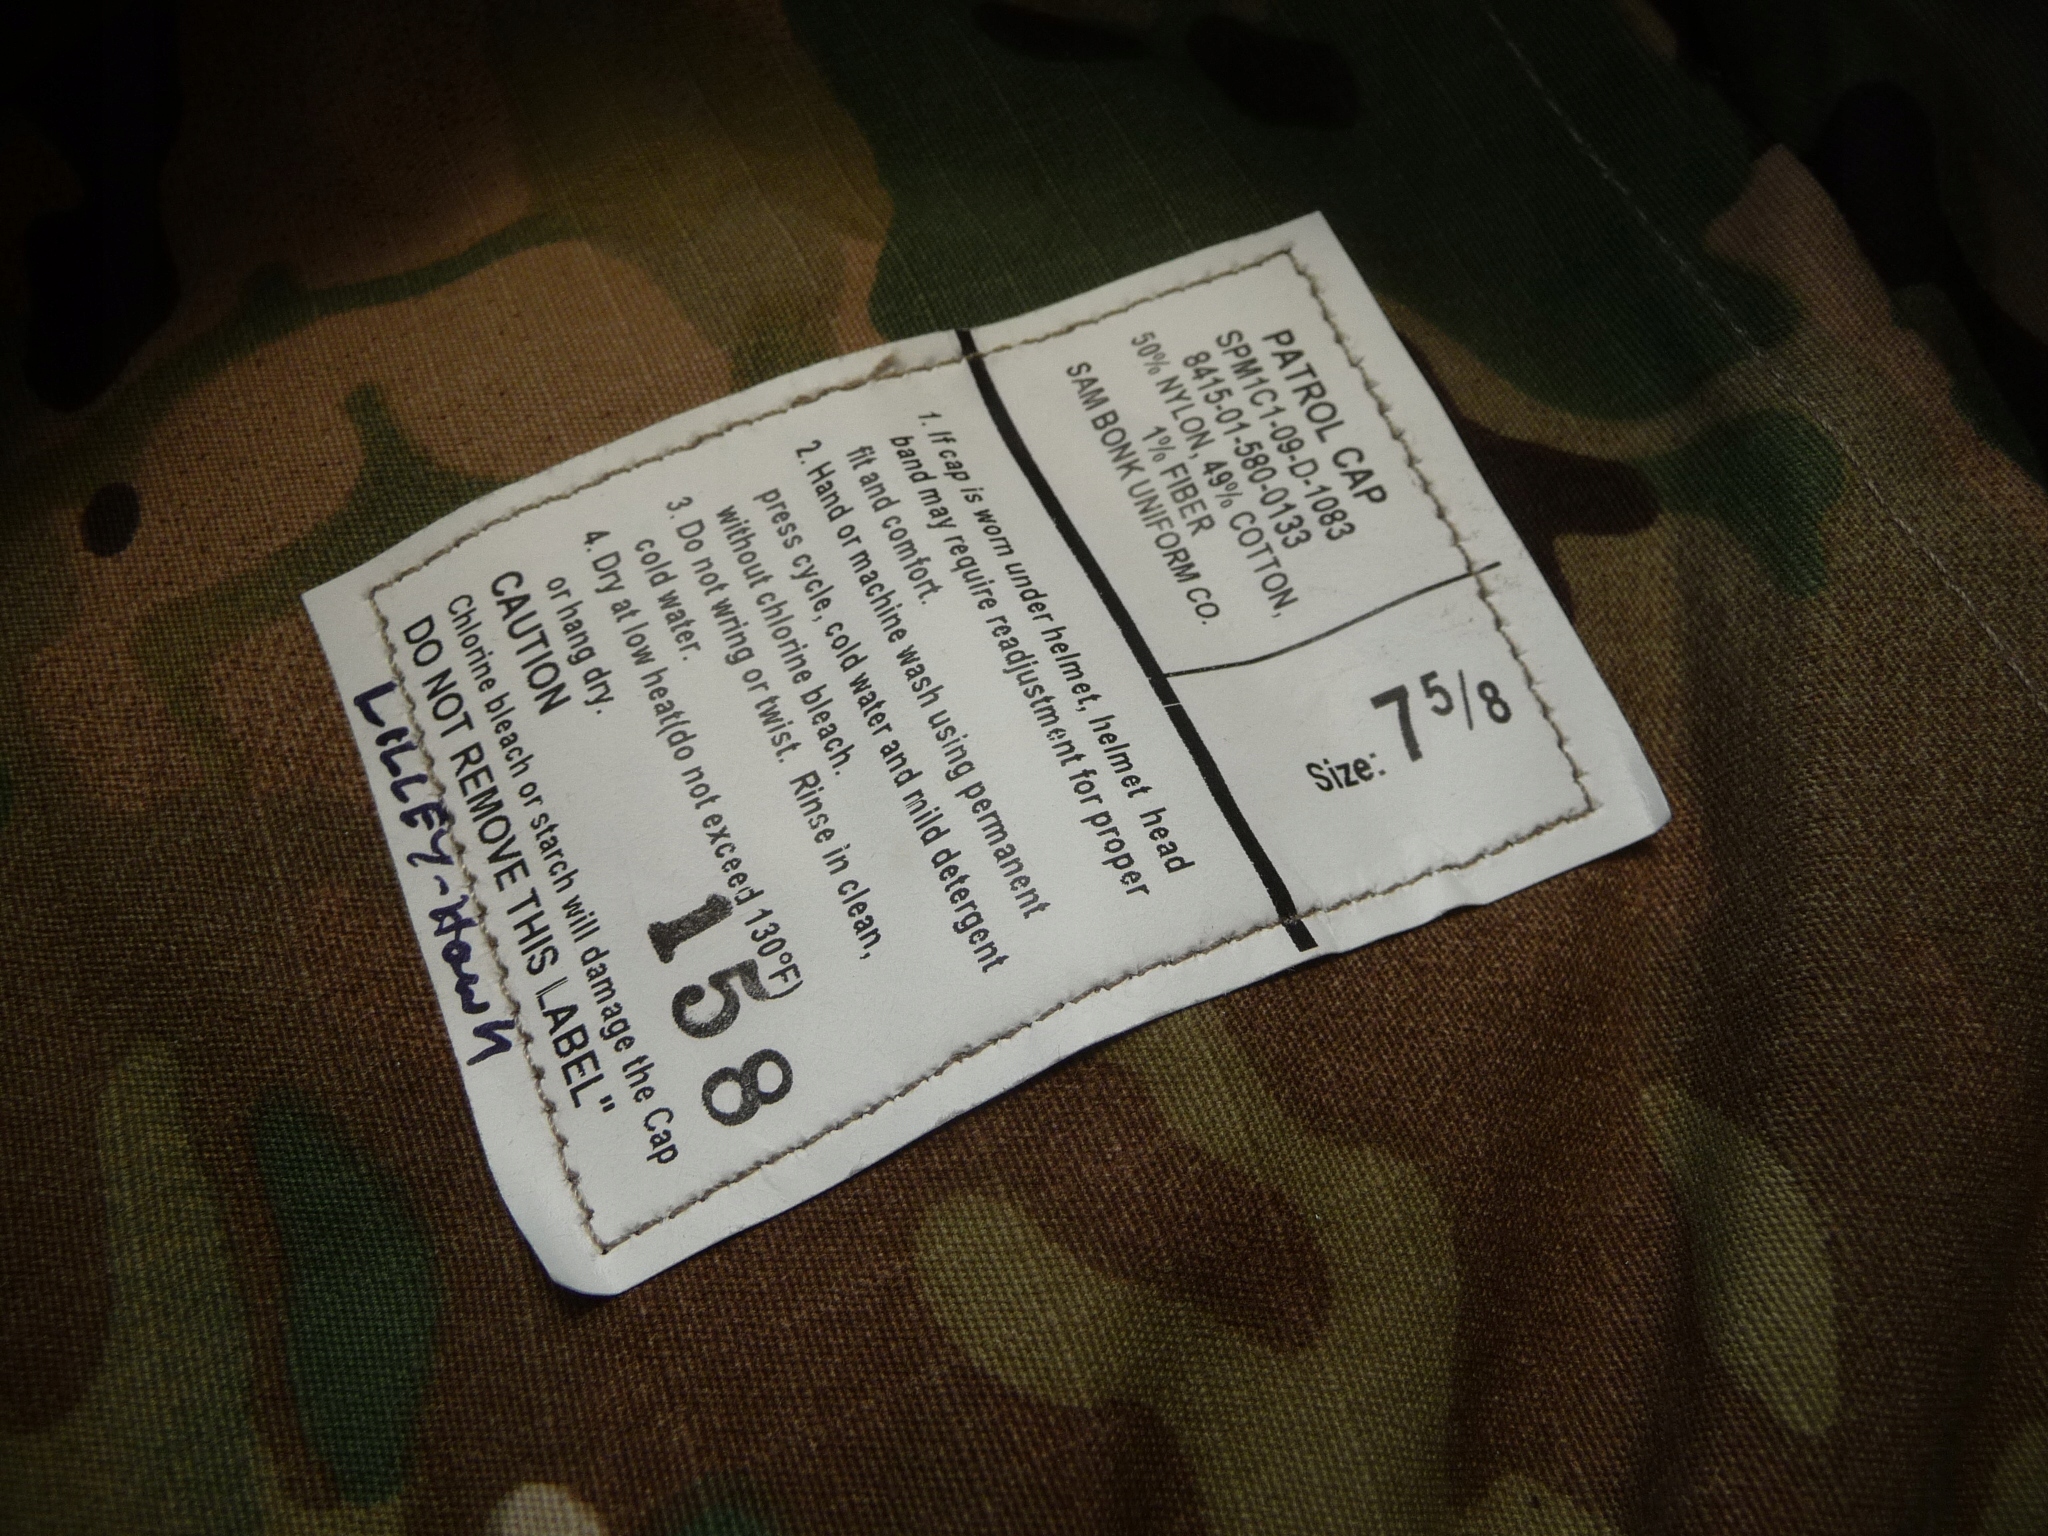 PATROL CAP
SPM1C1-09-D-1083
8415-01-580-0133
50% NYLON, 49% COTTON,
1% FIBER
SAM BONK UNIFORM CO.
Size: 7 5/8
1. If cap is worn under helmet, helmet head
band may require readjustment for proper
fit and comfort.
2. Hand or machine wash using permanent
press cycle, cold water and mild detergent
without chlorine bleach.
3. Do not wring or twist. Rinse in clean,
cold water.
4. Dry at low heat(do not exceed 130°F)
or hang dry.
158
CAUTION
Chlorine bleach or starch will damage the Cap
DO NOT REMOVE THIS LABEL"